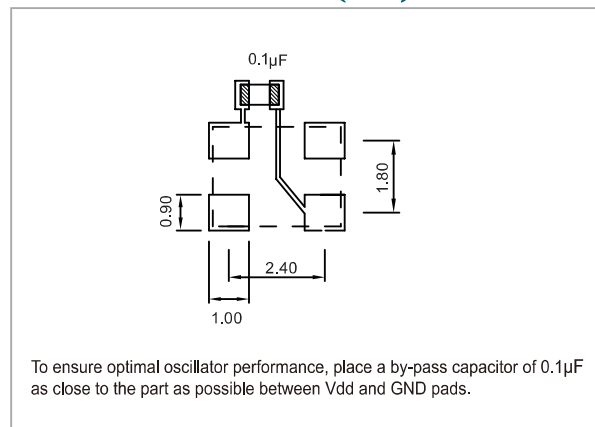 0.1µF
0.90
1.80
2.40
1.00
To ensure optimal oscillator performance, place a by-pass capacitor of 0.1µF
as close to the part as possible between Vdd and GND pads.